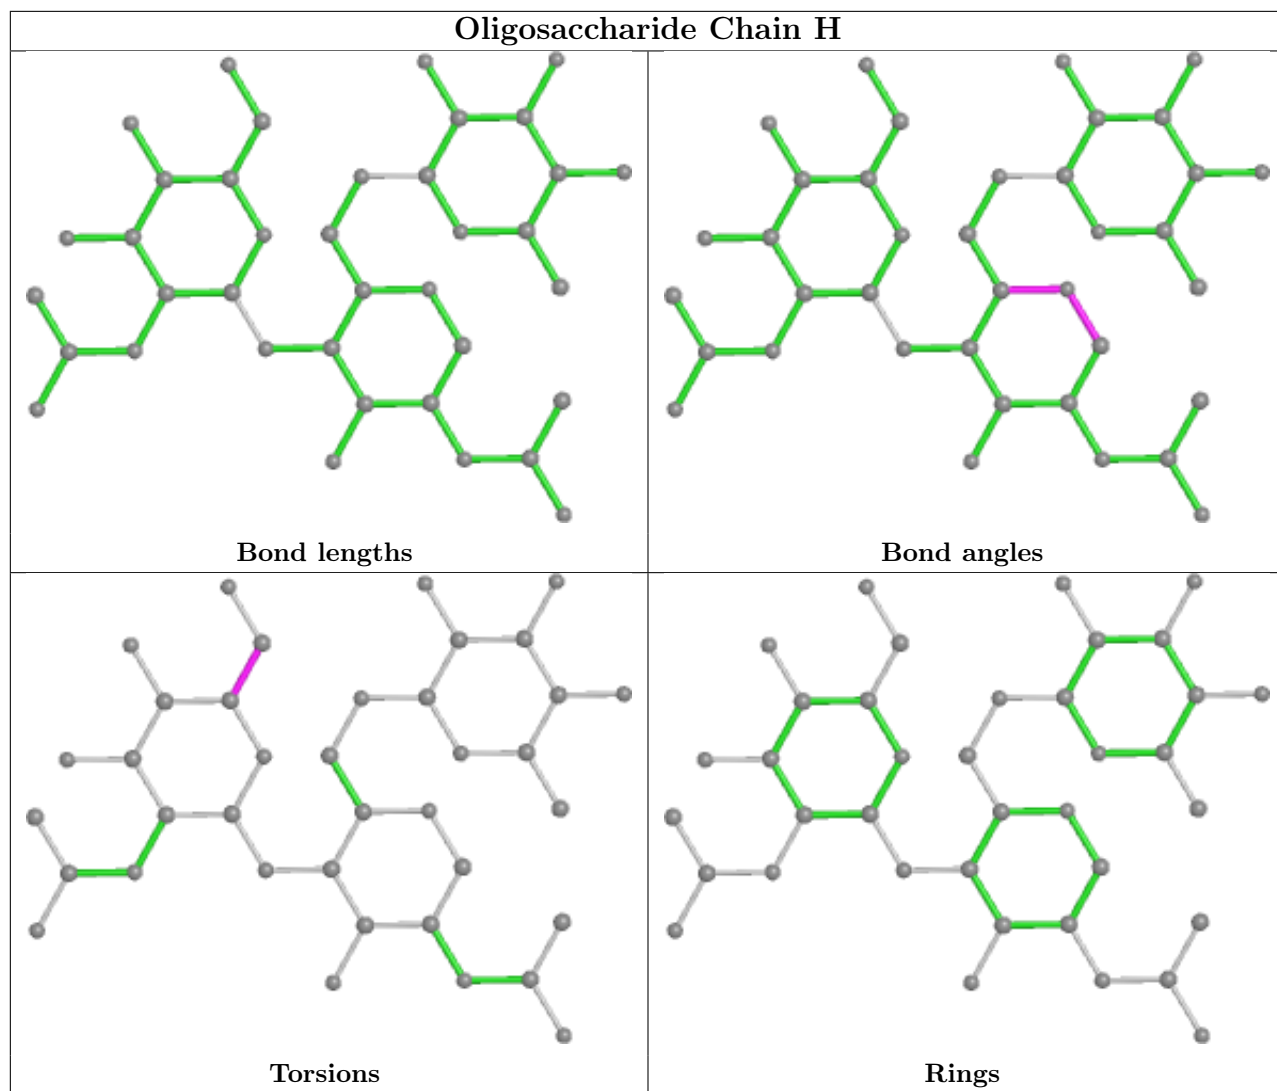 Oligosaccharide Chain H
Bond lengths
Bond angles
Torsions
Rings